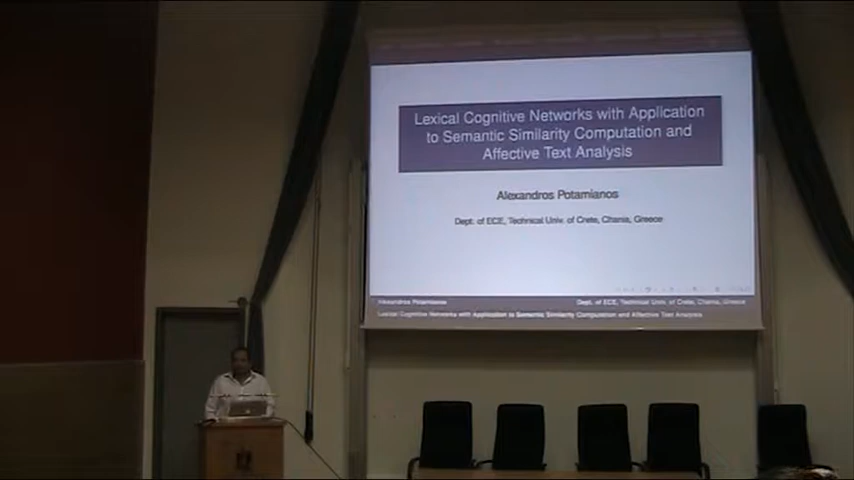 Lexical Cognitive Networks with Application
to Semantic Similarity Computation and
Affective Text Analysis
Alexandros Potamianos
Dept. of ECE, Technical Univ. of Crete, Chania, Greece
Alexandros Potamianos
Dept. of ECE, Technical Univ. of Crete, Chania, Greece
Lexical Cognitive Networks with Application to Semantic Similarity Computation and Affective Text Analysis